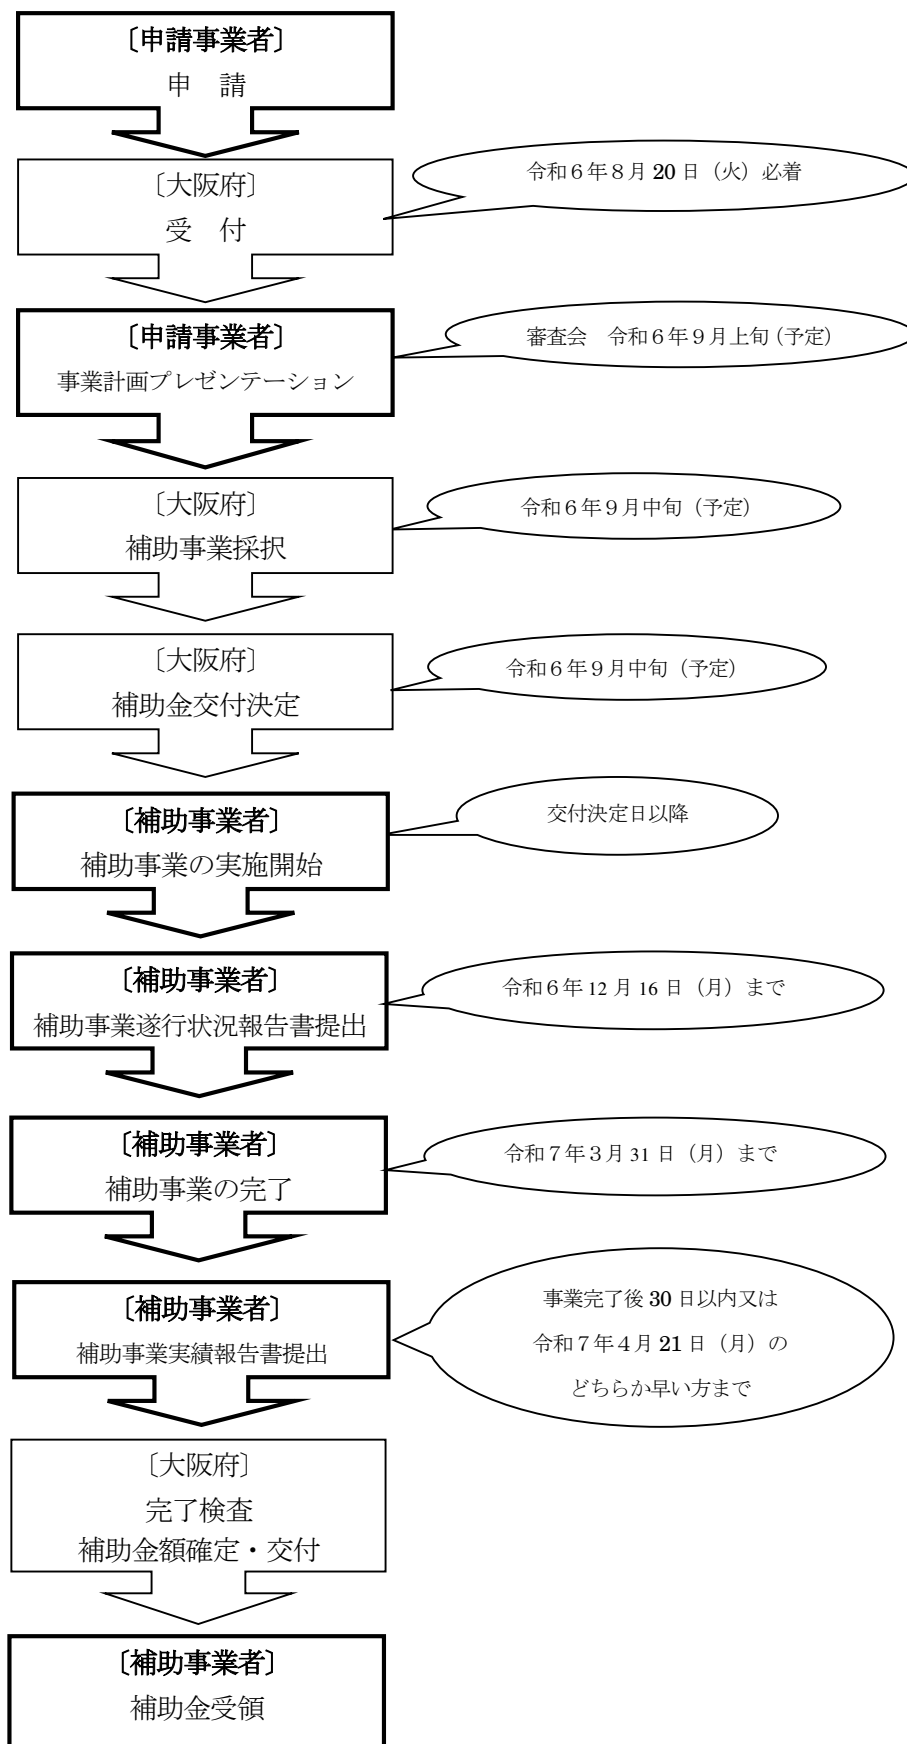 〔申請事業者〕
申　請
〔大阪府〕
受　付
令和６年８月 20 日（火）必着
〔申請事業者〕
事業計画プレゼンテーション
審査会　令和６年９月上旬（予定）
〔大阪府〕
補助事業採択
令和６年９月中旬（予定）
〔大阪府〕
補助金交付決定
令和６年９月中旬（予定）
〔補助事業者〕
補助事業の実施開始
交付決定日以降
〔補助事業者〕
補助事業遂行状況報告書提出
令和６年 12 月 16 日（月）まで
〔補助事業者〕
補助事業の完了
令和７年３月 31 日（月）まで
〔補助事業者〕
補助事業実績報告書提出
事業完了後 30 日以内又は
令和７年４月 21 日（月）の
どちらか早い方まで
〔大阪府〕
完了検査
補助金額確定・交付
〔補助事業者〕
補助金受領